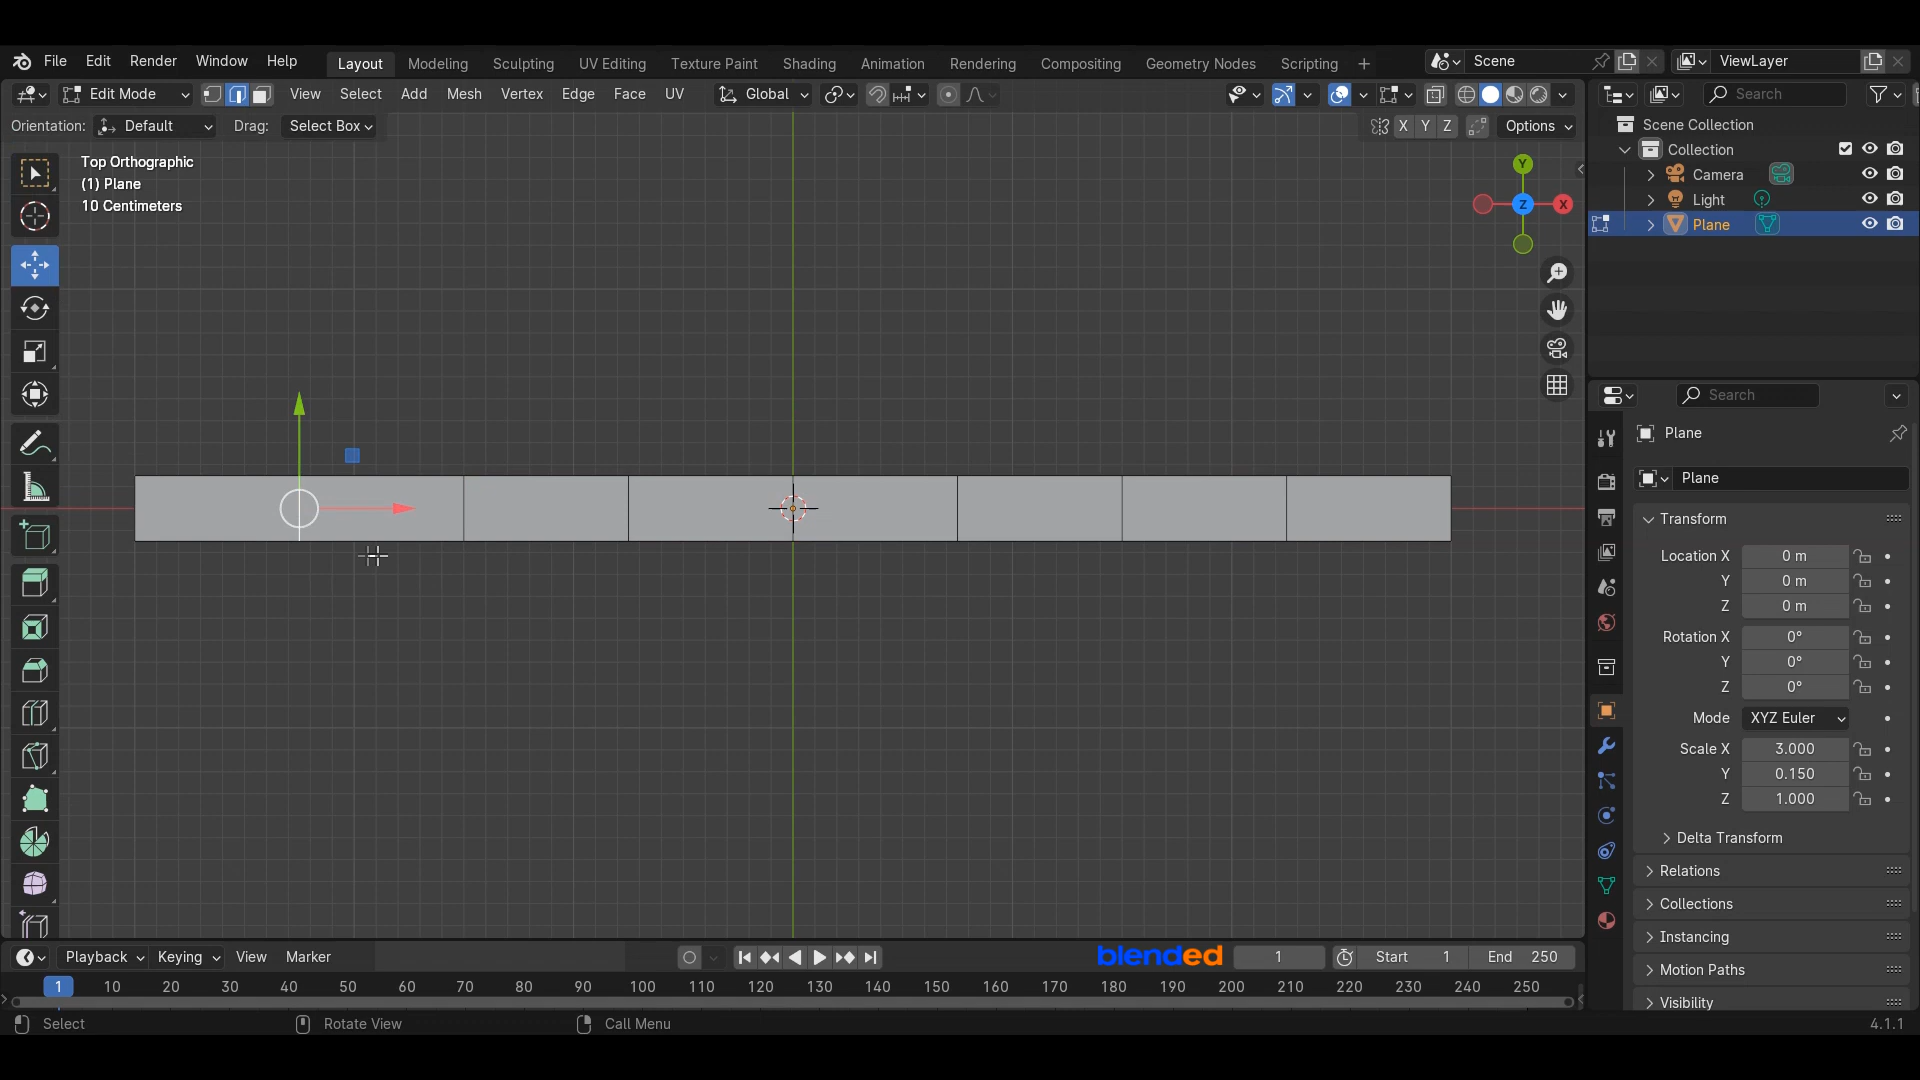 File Edit Render Window Help Layout Modeling Sculpting UV Editing Texture Paint Shading Animation Rendering Compositing Geometry Nodes Scripting + Scene ViewLayer
Edit Mode View Select Add Mesh Vertex Edge Face UV Global Search
Orientation: Default Drag: Select Box X Y Z Options
Scene Collection
Collection
Camera
Light
Plane
Top Orthographic
(1) Plane
10 Centimeters
Y
Z
X
Search
Plane
Plane
Transform
Location X 0 m
Y 0 m
Z 0 m
Rotation X 0°
Y 0°
Z 0°
Mode XYZ Euler
Scale X 3.000
Y 0.150
Z 1.000
Delta Transform
Relations
Collections
Instancing
Motion Paths
Visibility
Playback Keying View Marker blended 1 Start 1 End 250
1 10 20 30 40 50 60 70 80 90 100 110 120 130 140 150 160 170 180 190 200 210 220 230 240 250
Select Rotate View Call Menu 4.1.1